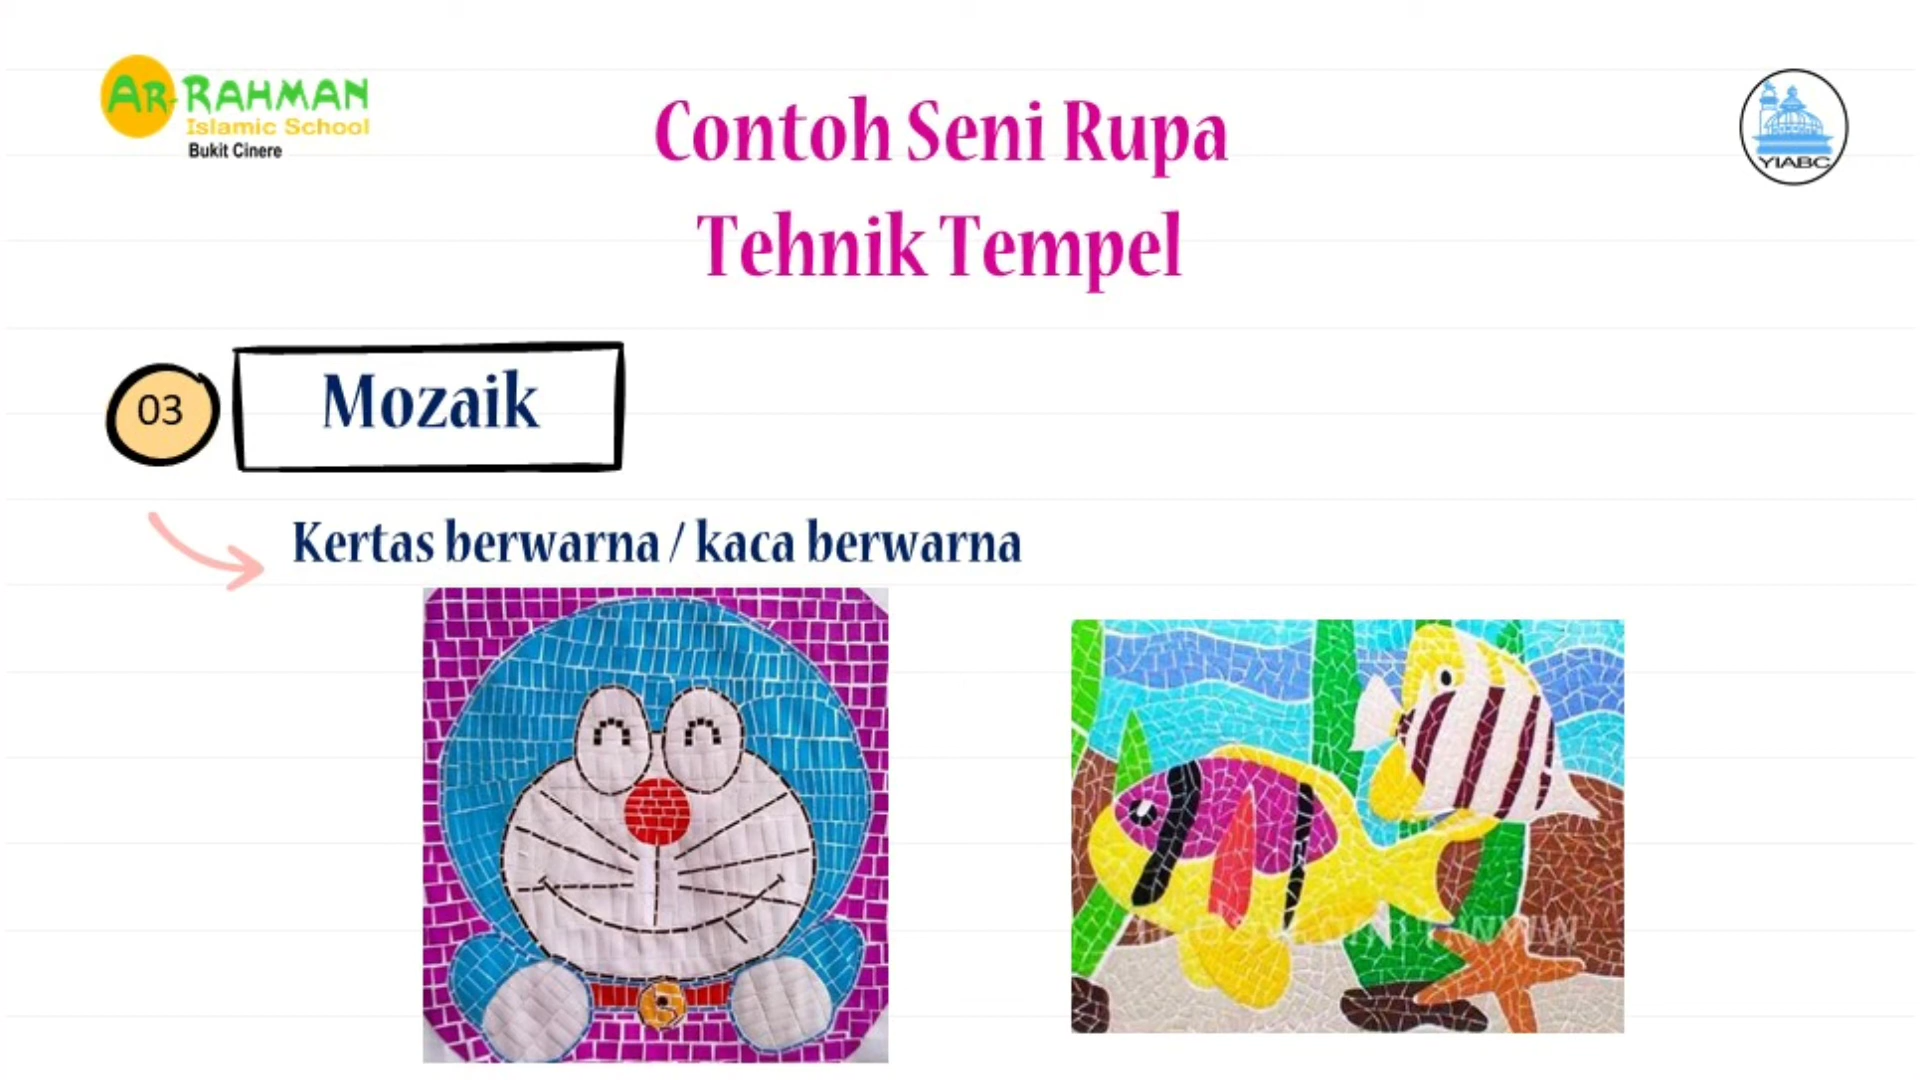 AR-RAHMAN
Islamic School
Bukit Cinere
Contoh Seni Rupa
Tehnik Tempel
YIABC
03
Mozaik
Kertas berwarna / kaca berwarna